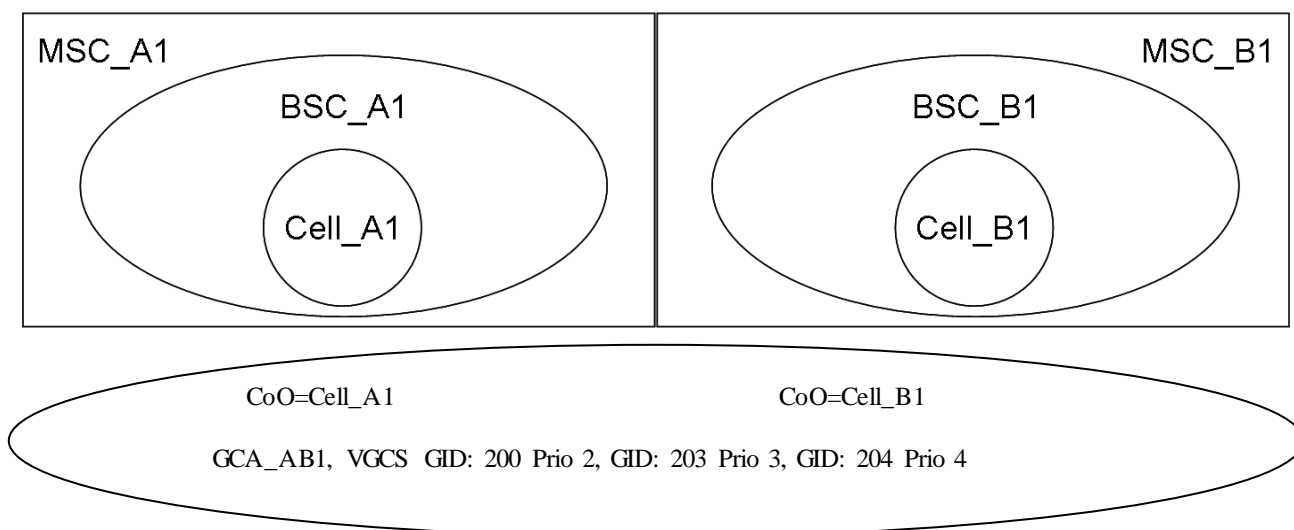 MSC_A1 MSC_B1
BSC_A1 BSC_B1
Cell_A1 Cell_B1
CoO=Cell_A1 CoO=Cell_B1
GCA_AB1, VGCS GID: 200 Prio 2, GID: 203 Prio 3, GID: 204 Prio 4